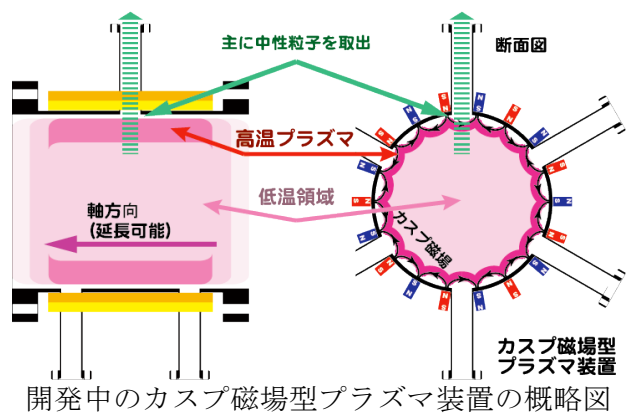 主に中性粒子を取出
断面図
高温プラズマ
低温領域
軸方向
(延長可能)
カスプ磁場
カスプ磁場型
プラズマ装置
開発中のカスプ磁場型プラズマ装置の概略図